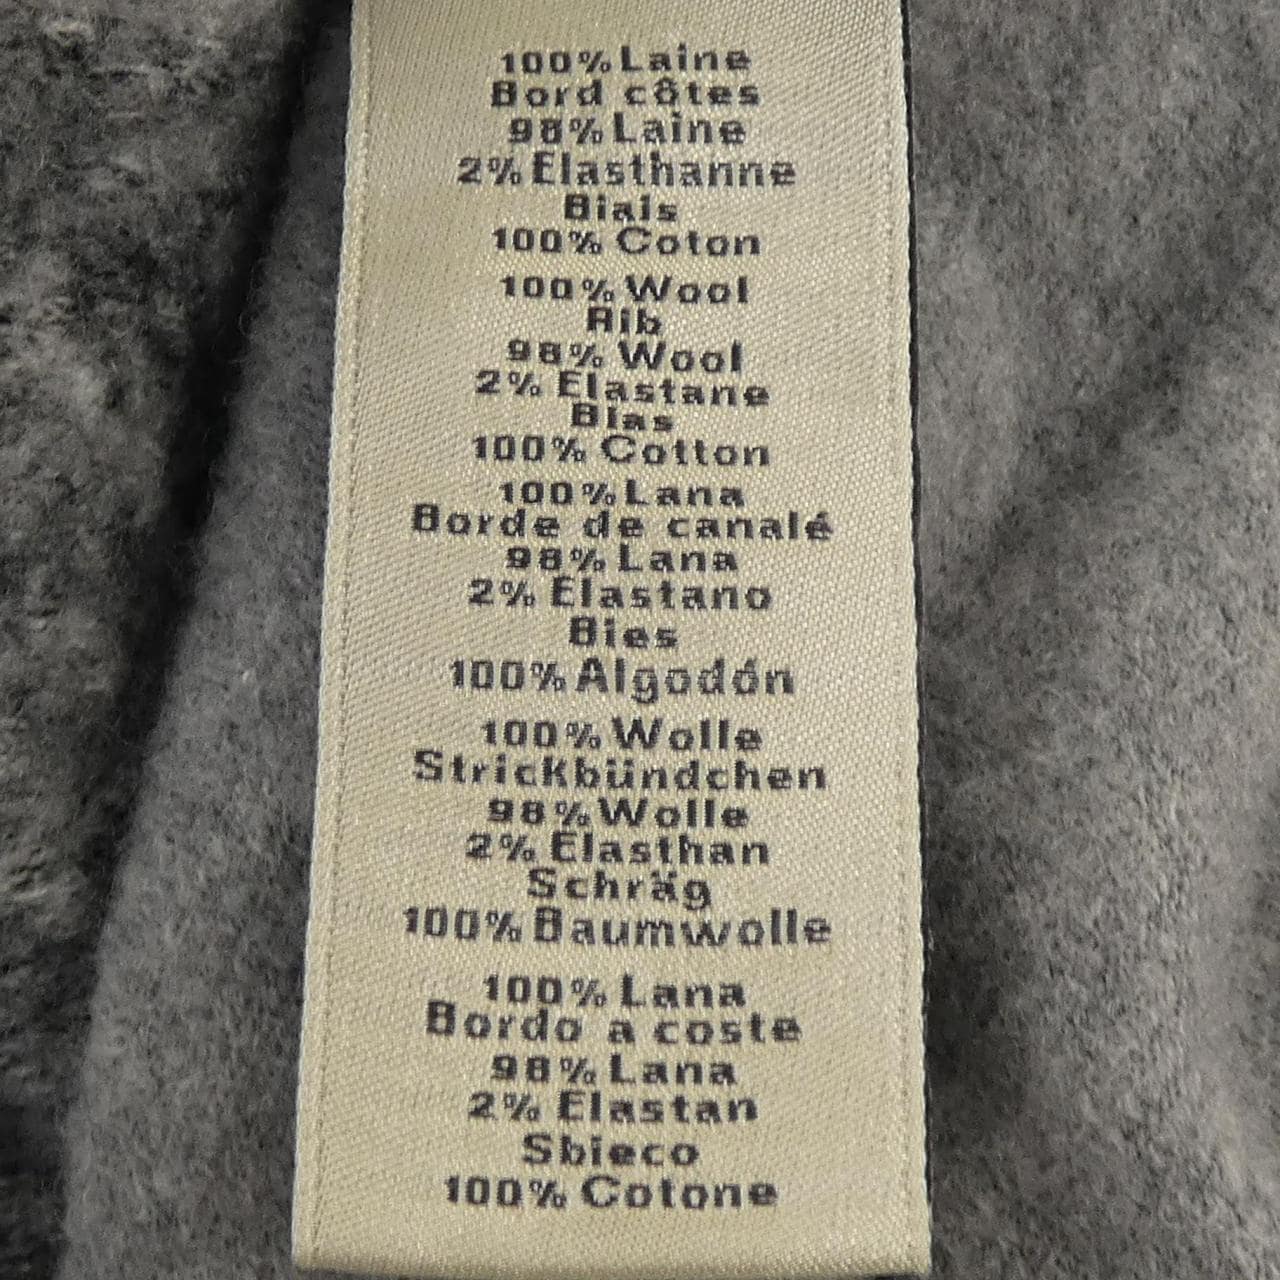 100% Laine
Bord côtes
98% Laine
2% Elasthanne
Biais
100% Coton
100% Wool
Rib
98% Wool
2% Elastane
Bias
100% Cotton
100% Lana
Borde de canalé
98% Lana
2% Elastano
Bies
100% Algodón
100% Wolle
Strickbündchen
98% Wolle
2% Elasthan
Schräg
100% Baumwolle
100% Lana
Bordo a coste
98% Lana
2% Elastan
Sbieco
100% Cotone